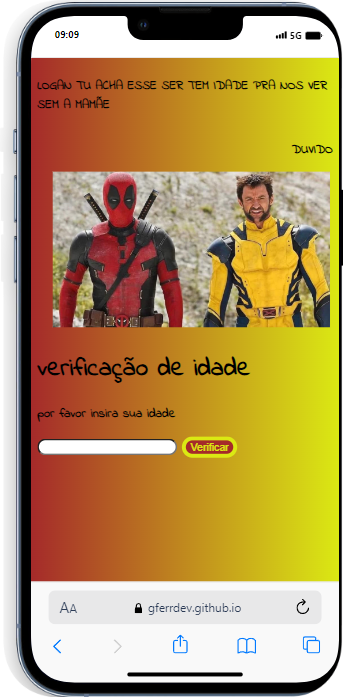 09:09
5G
LOGAN TU ACHA ESSE SER TEM IDADE PRA NOS VER
SEM A MAMÃE
DUVIDO
verificação de idade
por favor insira sua idade
Verificar
AA
gferrdev.github.io